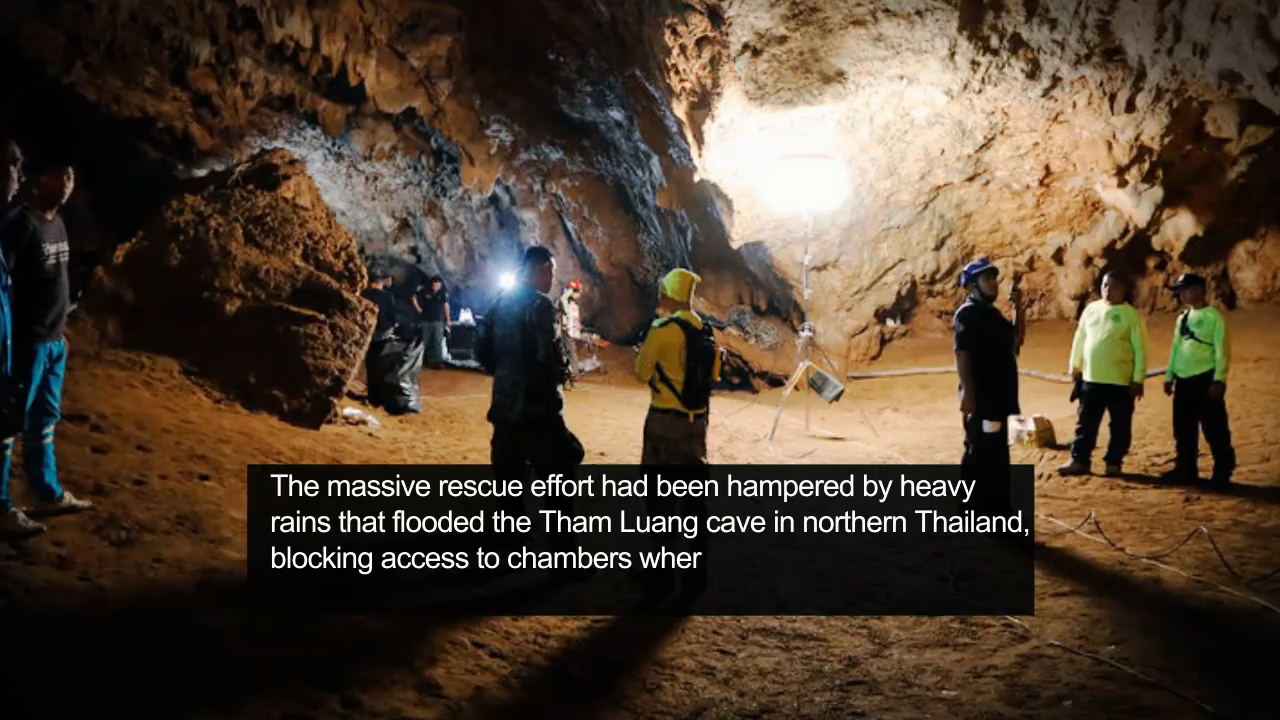 The massive rescue effort had been hampered by heavy
rains that flooded the Tham Luang cave in northern Thailand,
blocking access to chambers wher